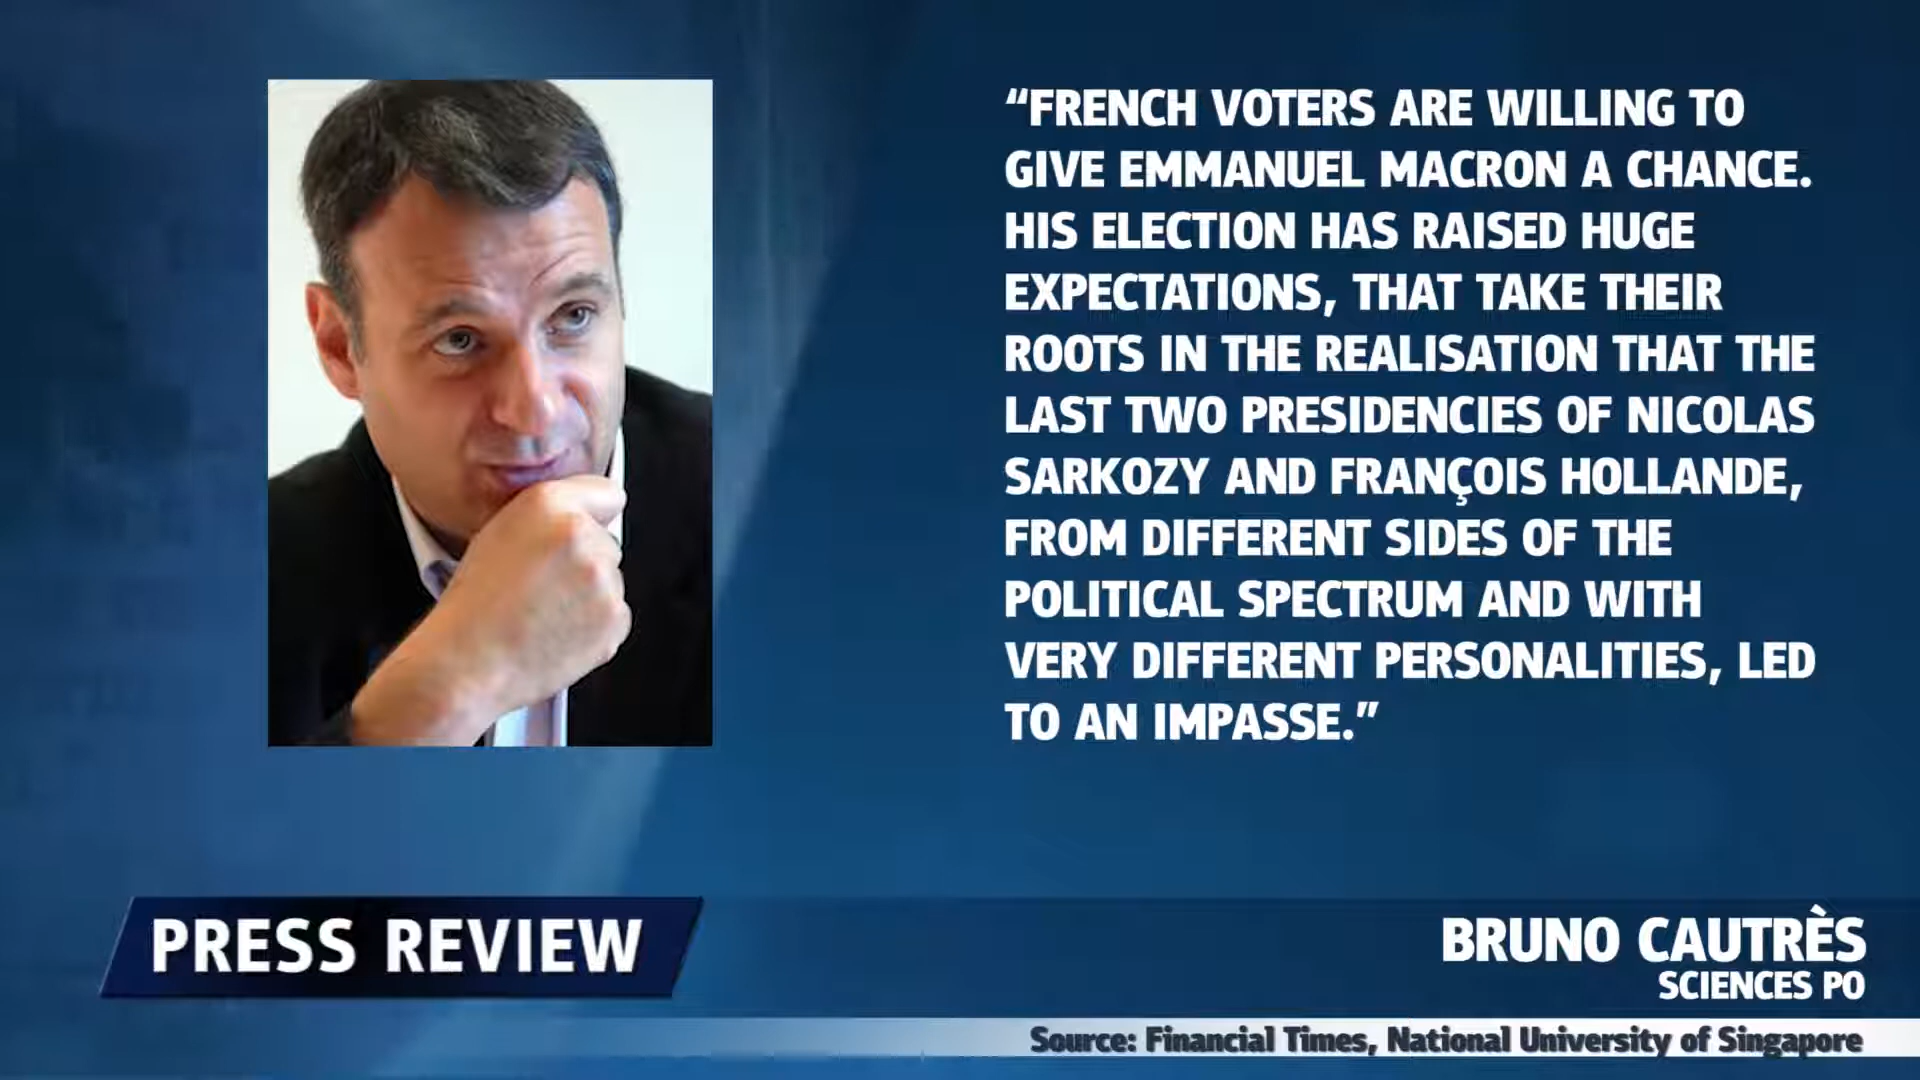 “FRENCH VOTERS ARE WILLING TO
GIVE EMMANUEL MACRON A CHANCE.
HIS ELECTION HAS RAISED HUGE
EXPECTATIONS, THAT TAKE THEIR
ROOTS IN THE REALISATION THAT THE
LAST TWO PRESIDENCIES OF NICOLAS
SARKOZY AND FRANÇOIS HOLLANDE,
FROM DIFFERENT SIDES OF THE
POLITICAL SPECTRUM AND WITH
VERY DIFFERENT PERSONALITIES, LED
TO AN IMPASSE.”
PRESS REVIEW
BRUNO CAUTRÈS
SCIENCES PO
Source: Financial Times, National University of Singapore